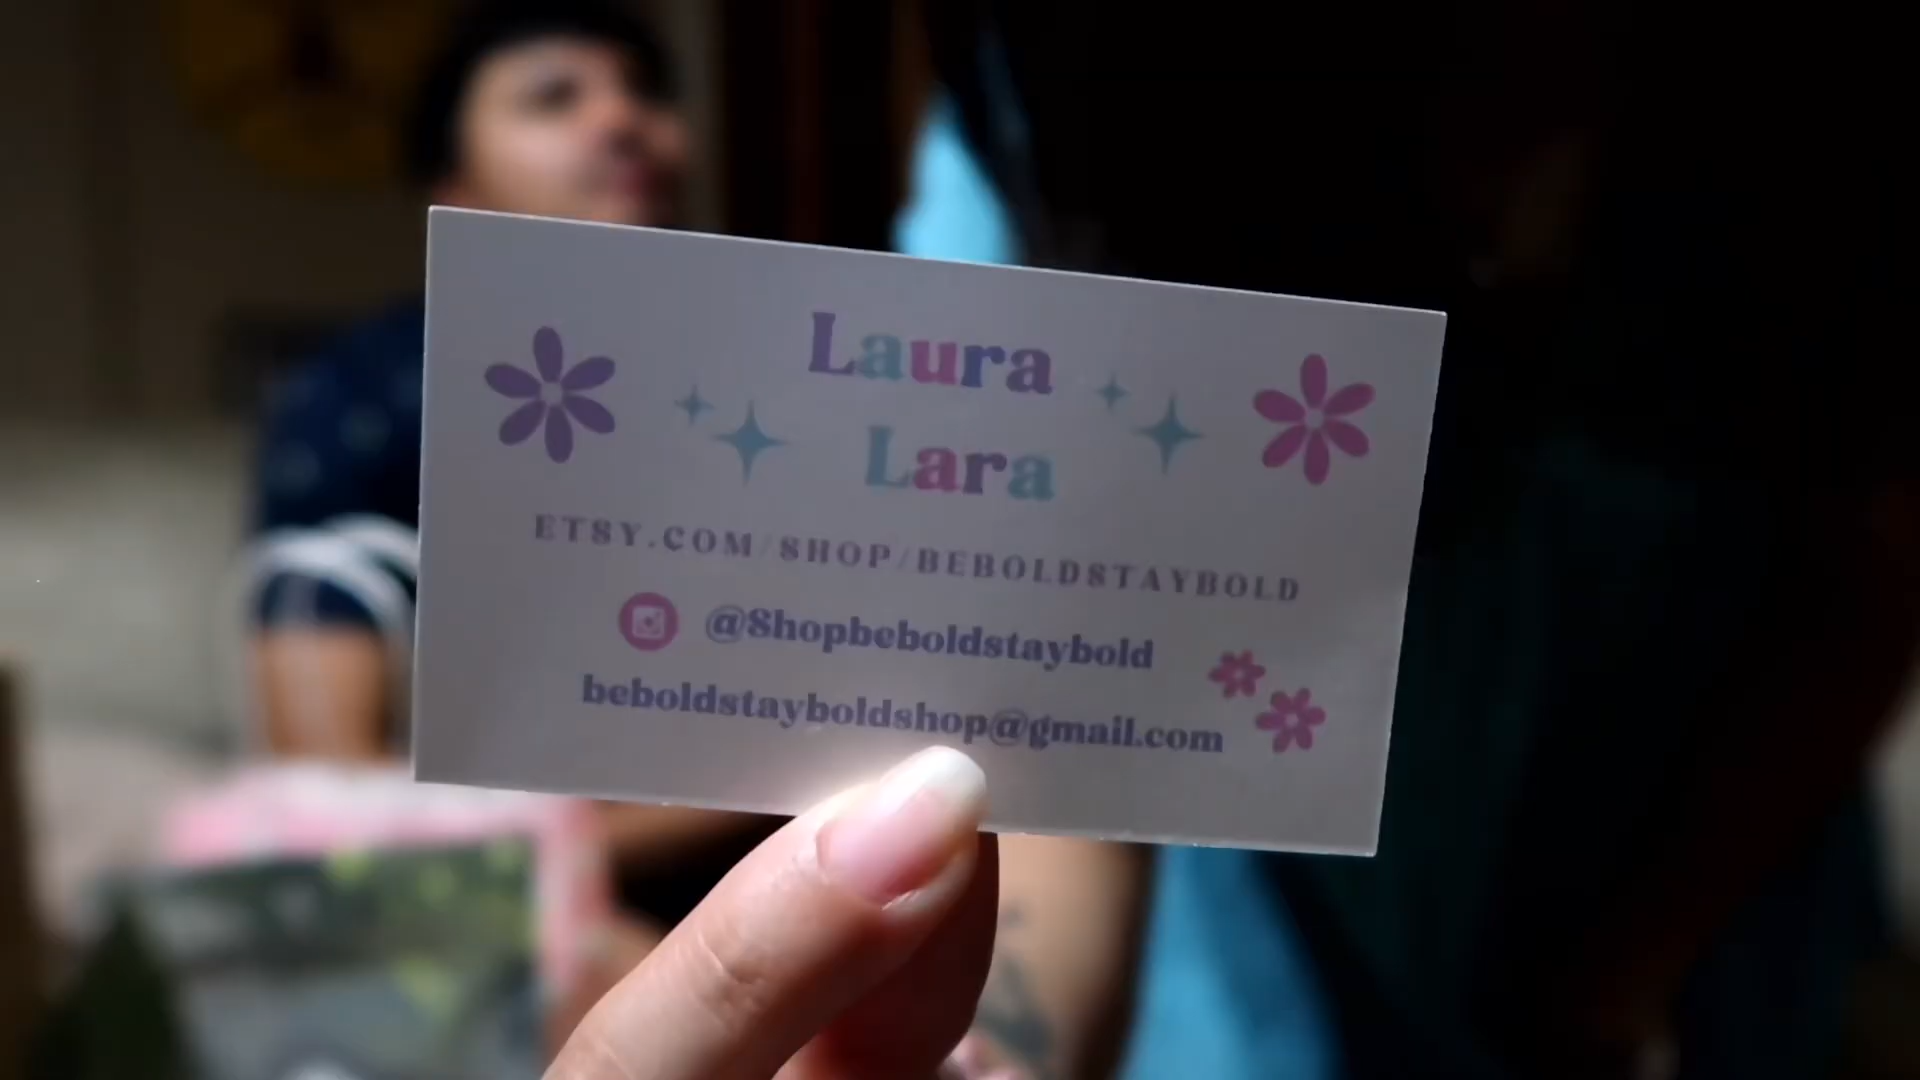 Laura
Lara
ETSY.COM/SHOP/BEBOLDSTAYBOLD
@Shopbeboldstaybold
beboldstayboldshop@gmail.com